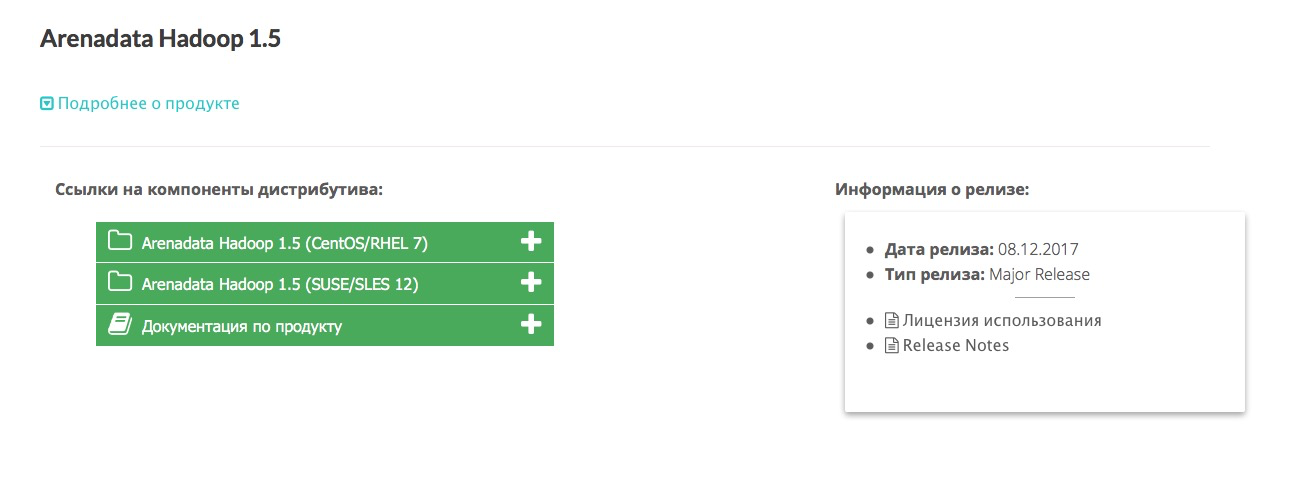 Arenadata Hadoop 1.5
Подробнее о продукте
Ссылки на компоненты дистрибутива:
Arenadata Hadoop 1.5 (CentOS/RHEL 7)
Arenadata Hadoop 1.5 (SUSE/SLES 12)
Документация по продукту
Информация о релизе:
Дата релиза: 08.12.2017
Тип релиза: Major Release
Лицензия использования
Release Notes